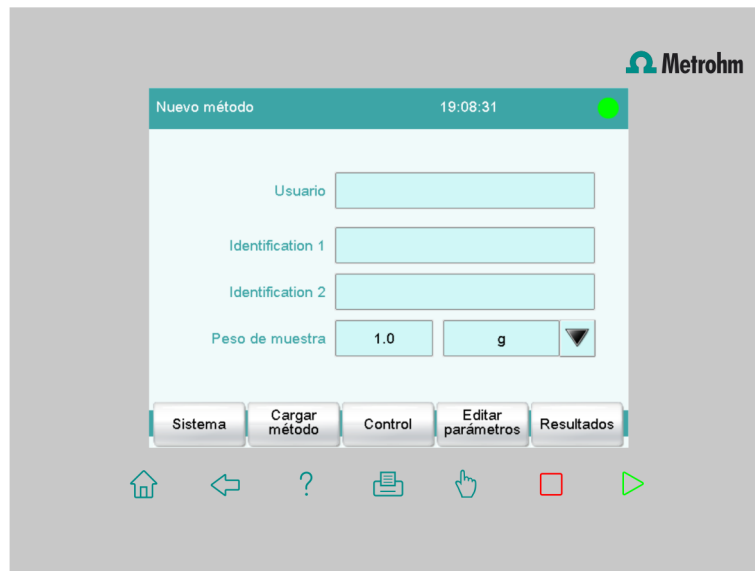 Metrohm
Nuevo método 19:08:31
Usuario
Identification 1
Identification 2
Peso de muestra 1.0 g
Sistema
Cargar
método
Control
Editar
parámetros
Resultados
?